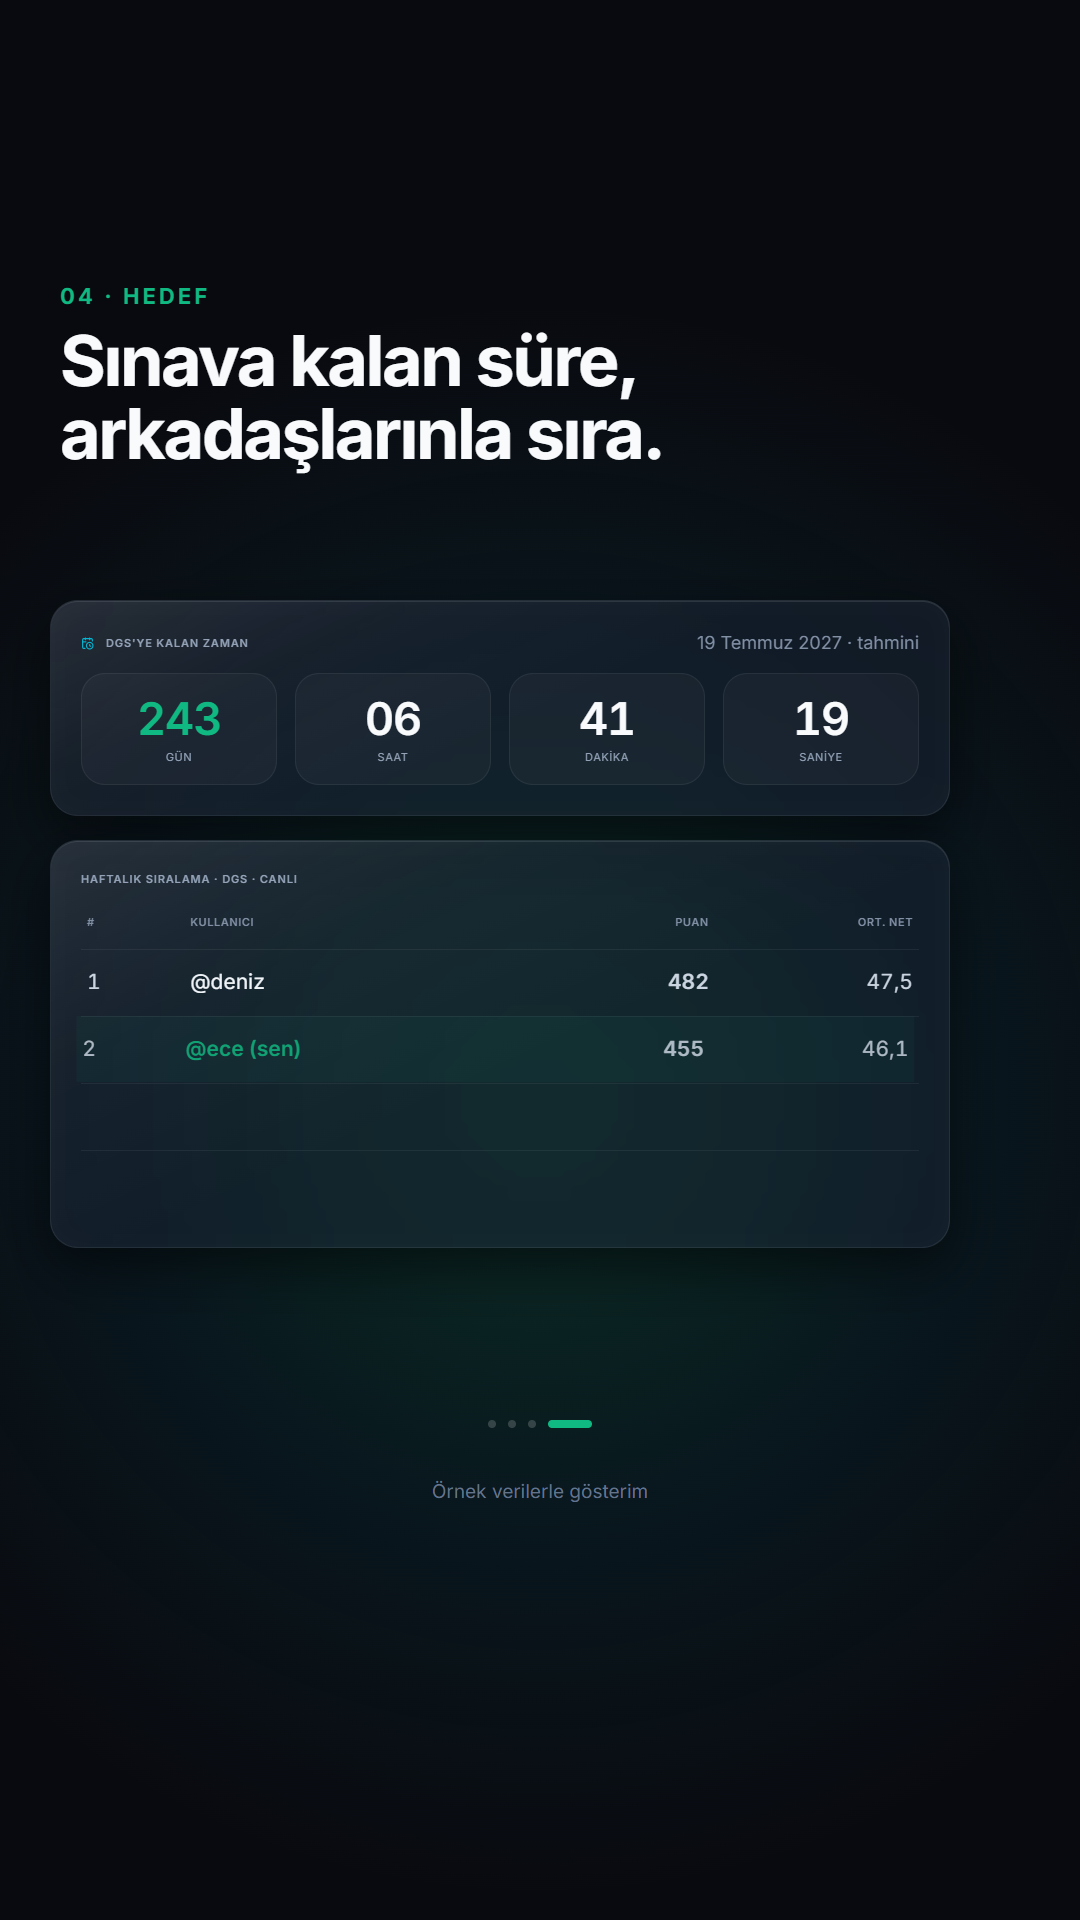 04 · HEDEF
Sınava kalan süre,
arkadaşlarınla sıra.
DGS'YE KALAN ZAMAN
19 Temmuz 2027 · tahmini
243 06 41 19
GÜN SAAT DAKİKA SANİYE
HAFTALIK SIRALAMA · DGS · CANLI
# KULLANICI PUAN ORT. NET
1 @deniz 482 47,5
2 @ece (sen) 455 46,1
Örnek verilerle gösterim